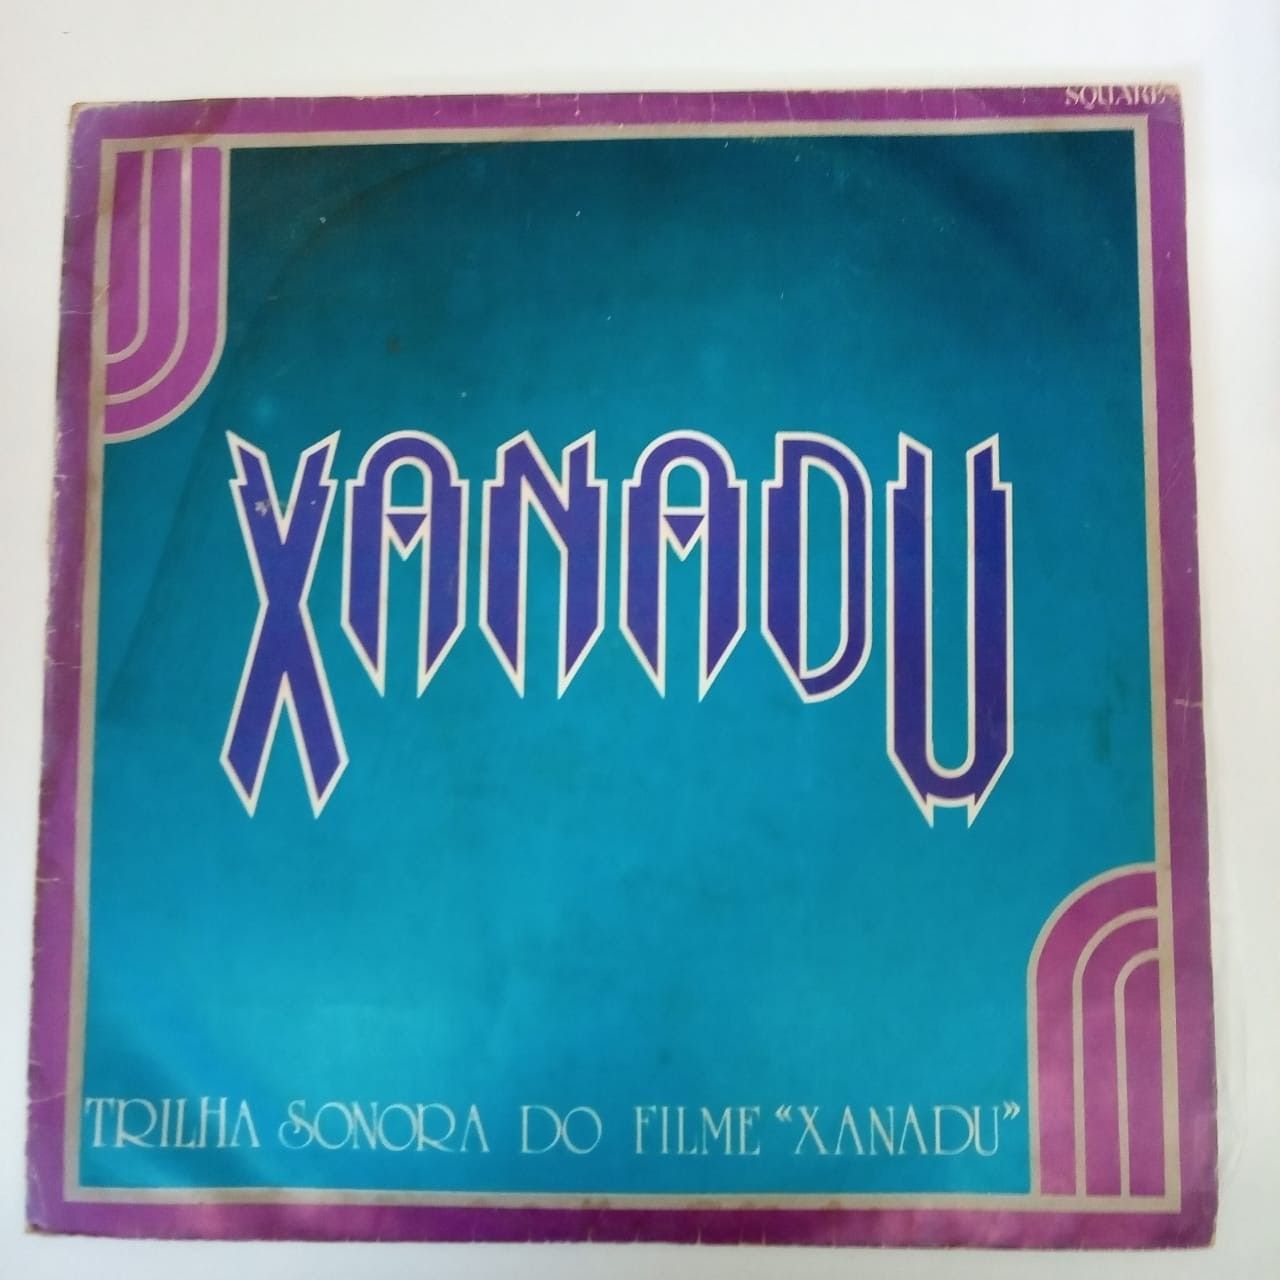 SQUARE
XANADU
TRILHA SONORA DO FILME “XANADU”